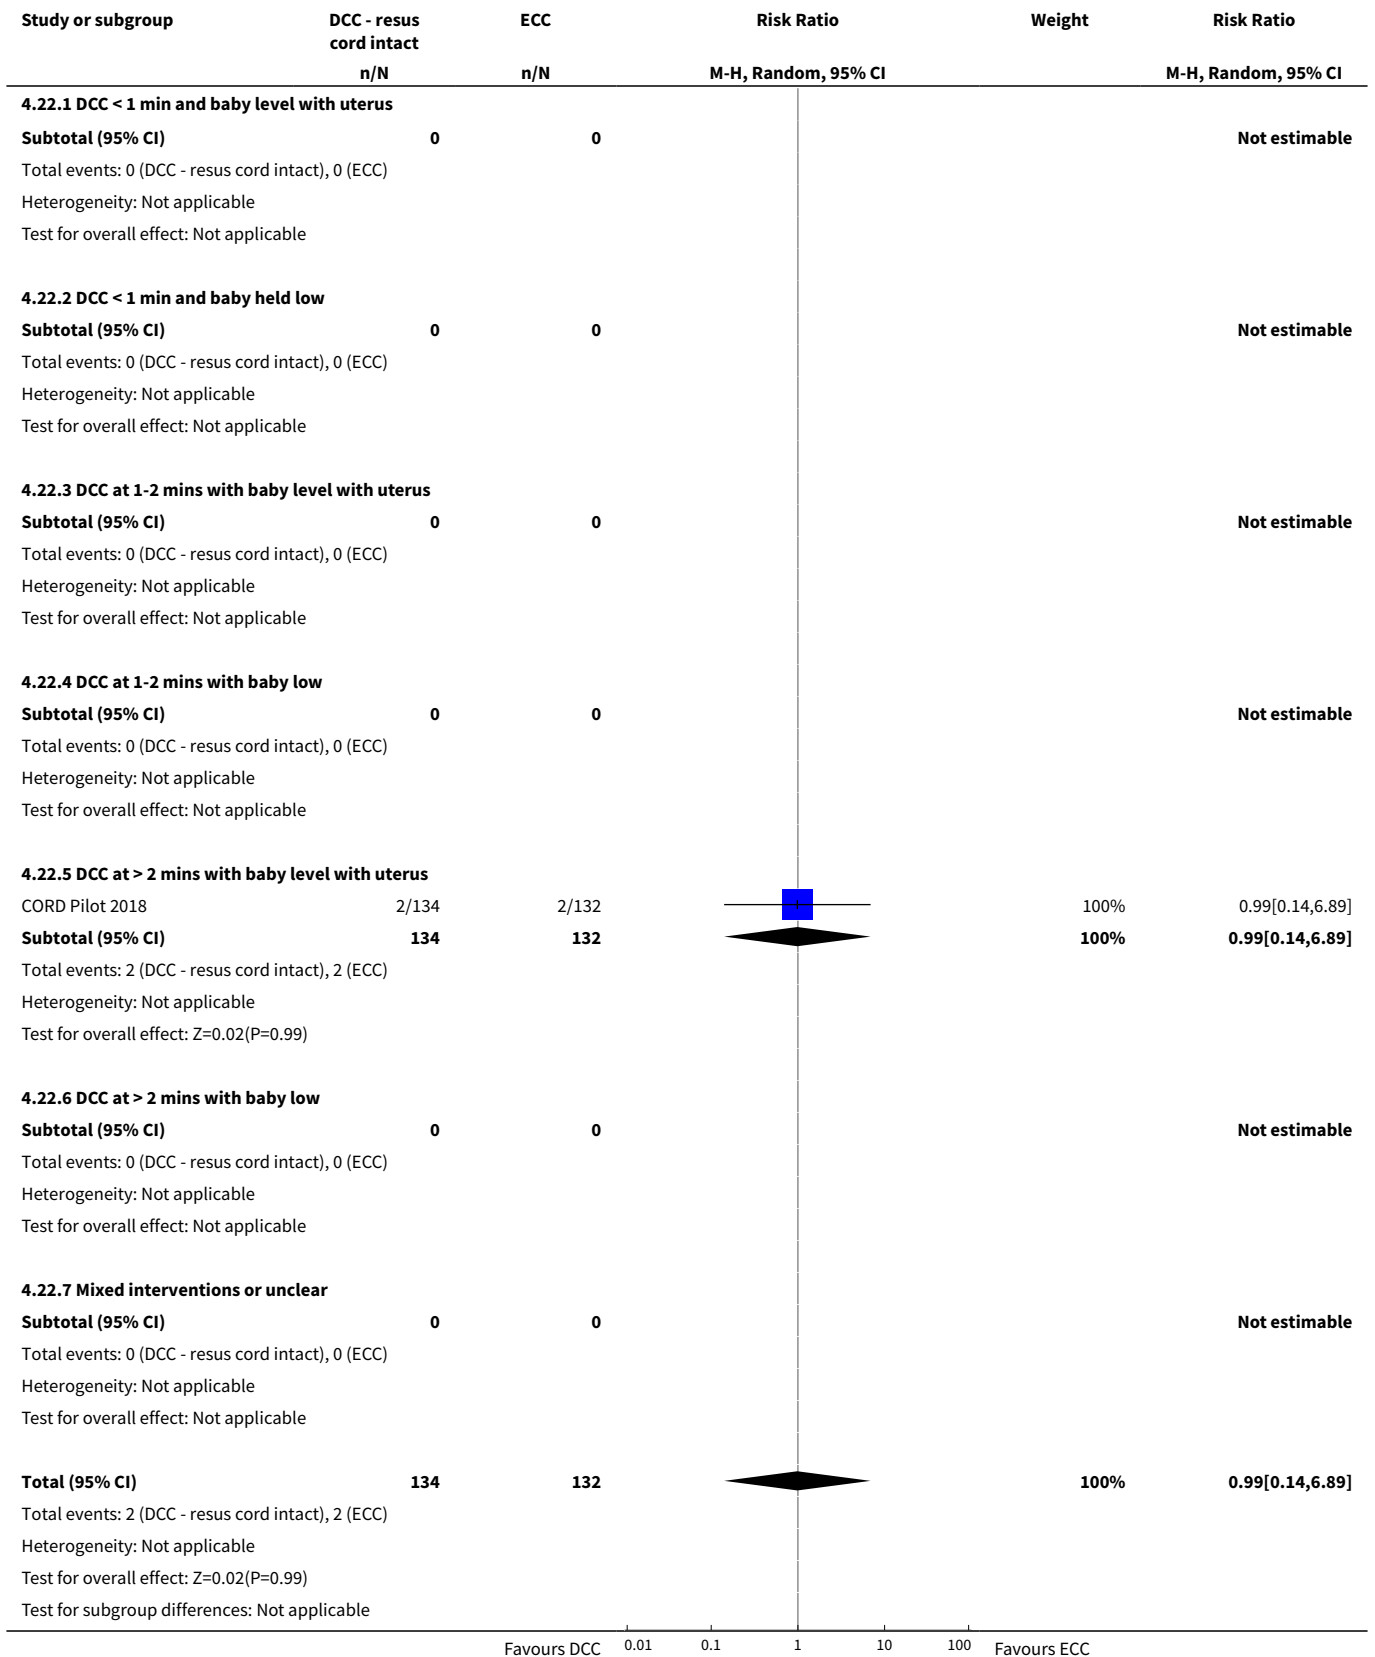 Study or subgroup DCC - resus cord intact ECC Risk Ratio Weight Risk Ratio
n/N n/N M-H, Random, 95% CI M-H, Random, 95% CI
4.22.1 DCC < 1 min and baby level with uterus
Subtotal (95% CI) 0 0 Not estimable
Total events: 0 (DCC - resus cord intact), 0 (ECC)
Heterogeneity: Not applicable
Test for overall effect: Not applicable
4.22.2 DCC < 1 min and baby held low
Subtotal (95% CI) 0 0 Not estimable
Total events: 0 (DCC - resus cord intact), 0 (ECC)
Heterogeneity: Not applicable
Test for overall effect: Not applicable
4.22.3 DCC at 1-2 mins with baby level with uterus
Subtotal (95% CI) 0 0 Not estimable
Total events: 0 (DCC - resus cord intact), 0 (ECC)
Heterogeneity: Not applicable
Test for overall effect: Not applicable
4.22.4 DCC at 1-2 mins with baby low
Subtotal (95% CI) 0 0 Not estimable
Total events: 0 (DCC - resus cord intact), 0 (ECC)
Heterogeneity: Not applicable
Test for overall effect: Not applicable
4.22.5 DCC at > 2 mins with baby level with uterus
CORD Pilot 2018 2/134 2/132 100% 0.99[0.14,6.89]
Subtotal (95% CI) 134 132 100% 0.99[0.14,6.89]
Total events: 2 (DCC - resus cord intact), 2 (ECC)
Heterogeneity: Not applicable
Test for overall effect: Z=0.02(P=0.99)
4.22.6 DCC at > 2 mins with baby low
Subtotal (95% CI) 0 0 Not estimable
Total events: 0 (DCC - resus cord intact), 0 (ECC)
Heterogeneity: Not applicable
Test for overall effect: Not applicable
4.22.7 Mixed interventions or unclear
Subtotal (95% CI) 0 0 Not estimable
Total events: 0 (DCC - resus cord intact), 0 (ECC)
Heterogeneity: Not applicable
Test for overall effect: Not applicable
Total (95% CI) 134 132 100% 0.99[0.14,6.89]
Total events: 2 (DCC - resus cord intact), 2 (ECC)
Heterogeneity: Not applicable
Test for overall effect: Z=0.02(P=0.99)
Test for subgroup differences: Not applicable
Favours DCC 0.01 0.1 1 10 100 Favours ECC